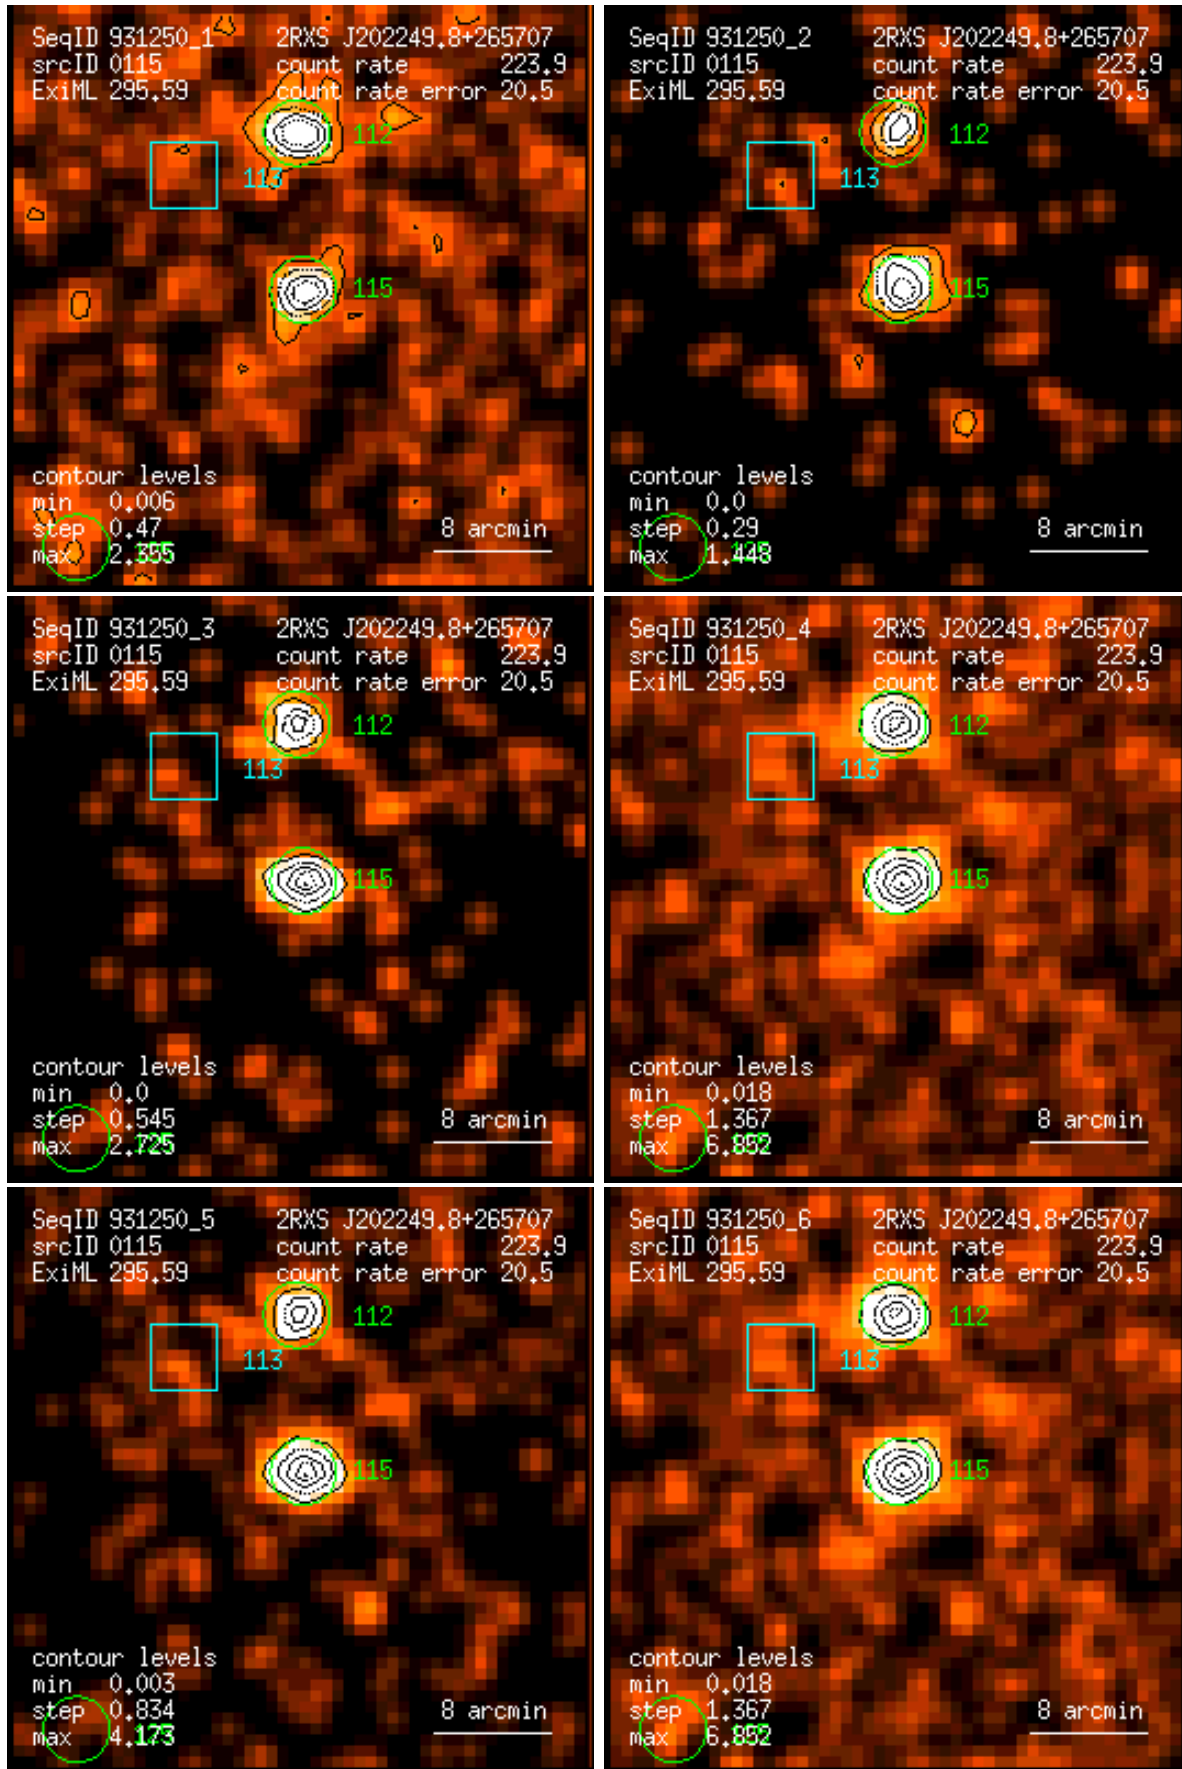 SeqID 931250_1 2RXS J202249.8+265707
srcID 0115 count rate 223.9
ExiML 295.59 count rate error 20.5
112
113
115
contour levels
min 0.006
step 0.47
max 2.355
8 arcmin
SeqID 931250_2 2RXS J202249.8+265707
srcID 0115 count rate 223.9
ExiML 295.59 count rate error 20.5
112
113
115
contour levels
min 0.0
step 0.29
max 1.448
8 arcmin
SeqID 931250_3 2RXS J202249.8+265707
srcID 0115 count rate 223.9
ExiML 295.59 count rate error 20.5
112
113
115
contour levels
min 0.0
step 0.545
max 2.725
8 arcmin
SeqID 931250_4 2RXS J202249.8+265707
srcID 0115 count rate 223.9
ExiML 295.59 count rate error 20.5
112
113
115
contour levels
min 0.018
step 1.367
max 6.852
8 arcmin
SeqID 931250_5 2RXS J202249.8+265707
srcID 0115 count rate 223.9
ExiML 295.59 count rate error 20.5
112
113
115
contour levels
min 0.003
step 0.834
max 4.173
8 arcmin
SeqID 931250_6 2RXS J202249.8+265707
srcID 0115 count rate 223.9
ExiML 295.59 count rate error 20.5
112
113
115
contour levels
min 0.018
step 1.367
max 6.852
8 arcmin